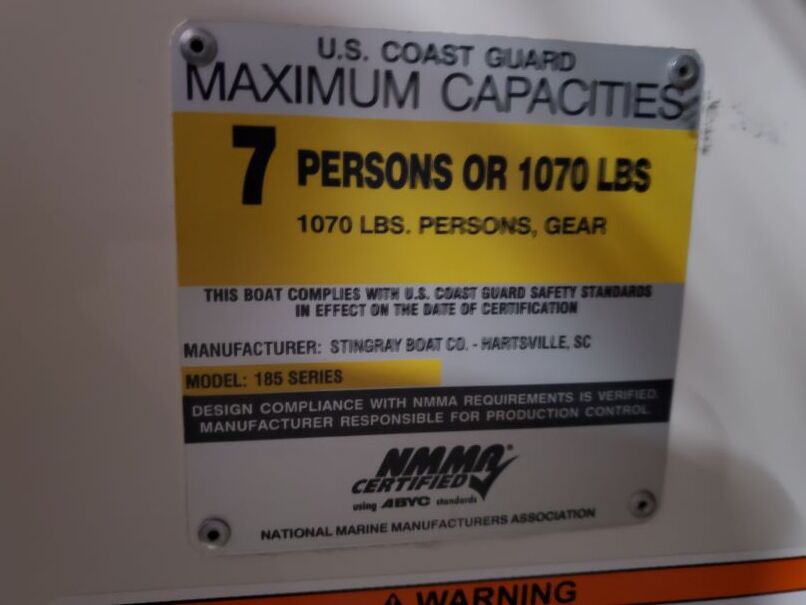 U.S. COAST GUARD
MAXIMUM CAPACITIES
7 PERSONS OR 1070 LBS
1070 LBS. PERSONS, GEAR
THIS BOAT COMPLIES WITH U.S. COAST GUARD SAFETY STANDARDS
IN EFFECT ON THE DATE OF CERTIFICATION
MANUFACTURER: STINGRAY BOAT CO. - HARTSVILLE, SC
MODEL: 185 SERIES
DESIGN COMPLIANCE WITH NMMA REQUIREMENTS IS VERIFIED.
MANUFACTURER RESPONSIBLE FOR PRODUCTION CONTROL
NMMA®
CERTIFIED
using ABYC standards
NATIONAL MARINE MANUFACTURERS ASSOCIATION
⚠ WARNING